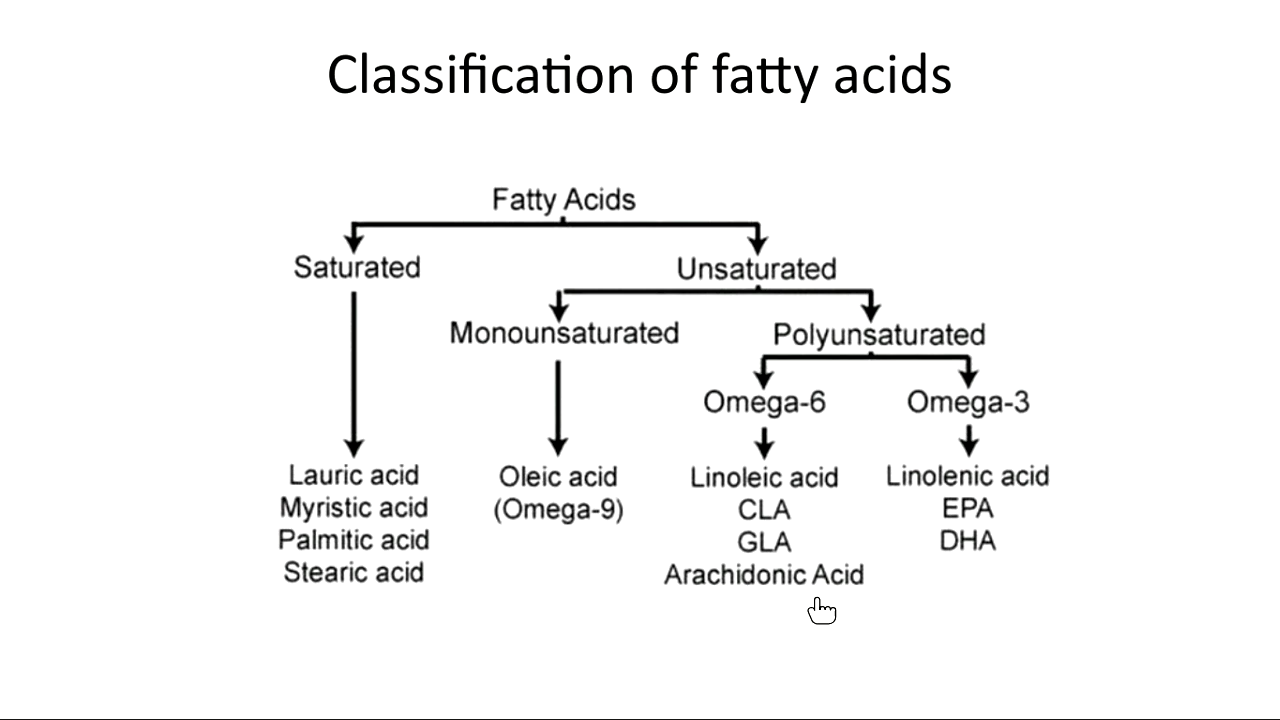 Classification of fatty acids
Fatty Acids
Saturated
Unsaturated
Monounsaturated
Polyunsaturated
Omega-6
Omega-3
Lauric acid
Myristic acid
Palmitic acid
Stearic acid
Oleic acid
(Omega-9)
Linoleic acid
CLA
GLA
Arachidonic Acid
Linolenic acid
EPA
DHA